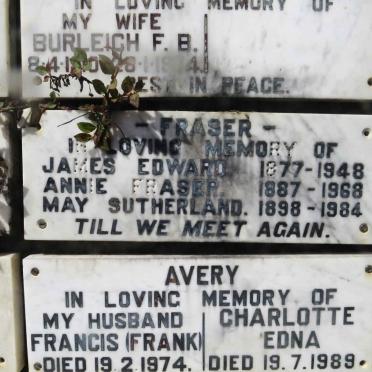 IN LOVING MEMORY OF
MY WIFE
BURLEIGH F. B.
REST IN PEACE.
- FRASER -
IN LOVING MEMORY OF
JAMES EDWARD 1877-1948
ANNIE FRASER 1887-1968
MAY SUTHERLAND. 1898-1984
TILL WE MEET AGAIN.
AVERY
IN LOVING MEMORY OF
MY HUSBAND CHARLOTTE
FRANCIS (FRANK) EDNA
DIED 19.2.1974. DIED 19.7.1989.